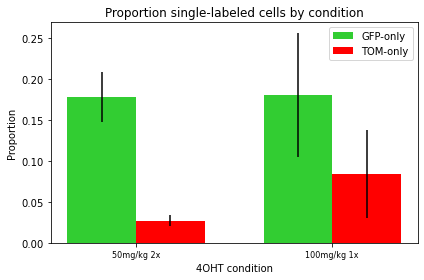 Proportion single-labeled cells by condition
GFP-only
TOM-only
0.25
0.20
0.15
0.10
0.05
0.00
Proportion
50mg/kg 2x
100mg/kg 1x
4OHT condition